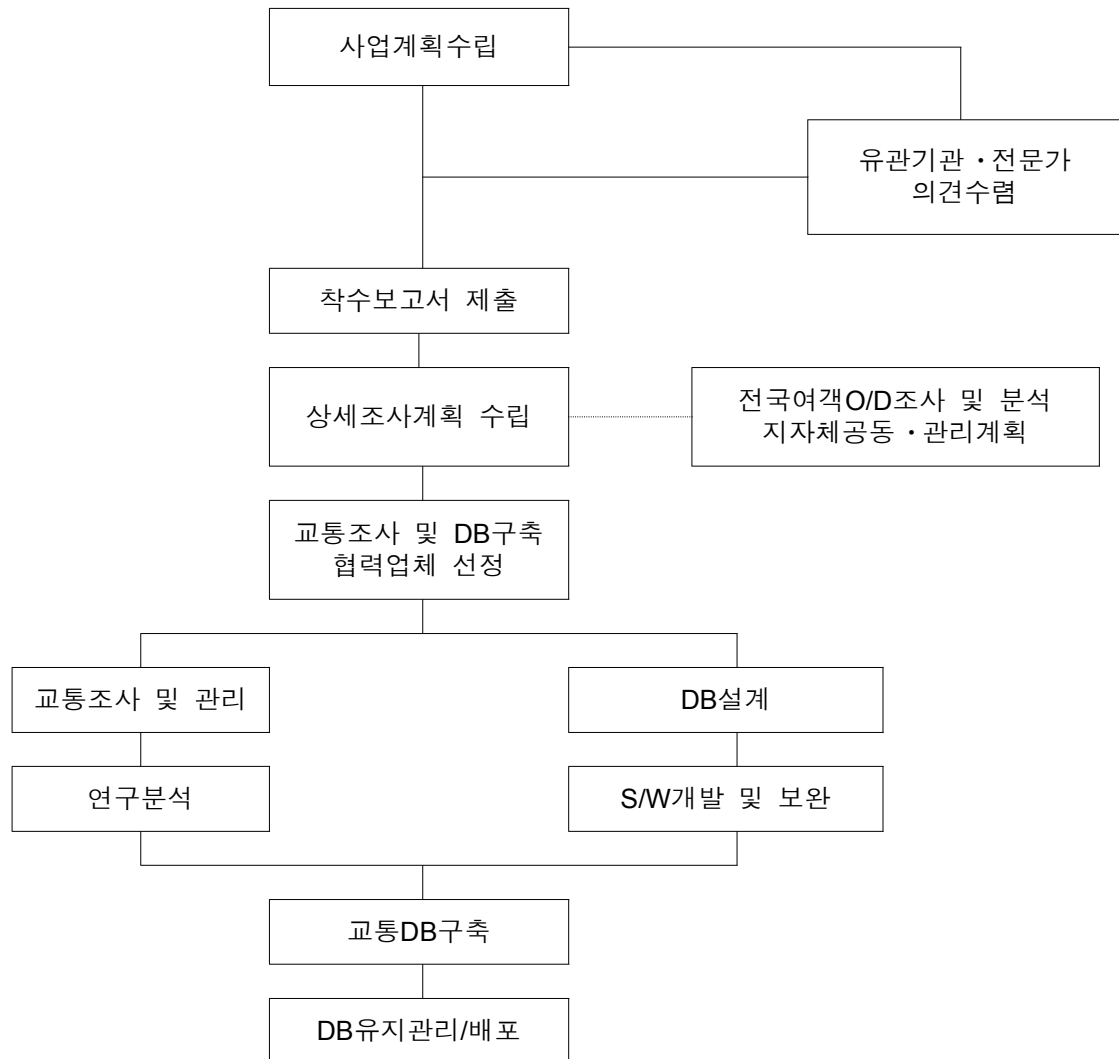 사업계획수립
유관기관・전문가
의견수렴
착수보고서 제출
상세조사계획 수립
전국여객O/D조사 및 분석
지자체공동・관리계획
교통조사 및 DB구축
협력업체 선정
교통조사 및 관리
DB설계
연구분석
S/W개발 및 보완
교통DB구축
DB유지관리/배포